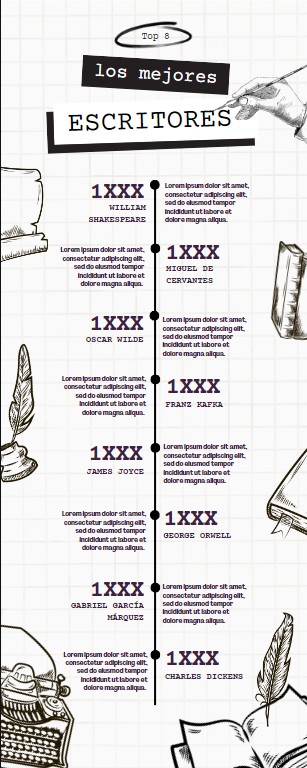 Top 8
los mejores
ESCRITORES
1XXX
WILLIAM
SHAKESPEARE
Lorem ipsum dolor sit amet,
consectetur adipiscing elit,
sed do eiusmod tempor
incididunt ut labore et
dolore magna aliqua.
1XXX
MIGUEL DE
CERVANTES
Lorem ipsum dolor sit amet,
consectetur adipiscing elit,
sed do eiusmod tempor
incididunt ut labore et
dolore magna aliqua.
1XXX
OSCAR WILDE
Lorem ipsum dolor sit amet,
consectetur adipiscing elit,
sed do eiusmod tempor
incididunt ut labore et
dolore magna aliqua.
1XXX
FRANZ KAFKA
Lorem ipsum dolor sit amet,
consectetur adipiscing elit,
sed do eiusmod tempor
incididunt ut labore et
dolore magna aliqua.
1XXX
JAMES JOYCE
Lorem ipsum dolor sit amet,
consectetur adipiscing elit,
sed do eiusmod tempor
incididunt ut labore et
dolore magna aliqua.
1XXX
GEORGE ORWELL
Lorem ipsum dolor sit amet,
consectetur adipiscing elit,
sed do eiusmod tempor
incididunt ut labore et
dolore magna aliqua.
1XXX
GABRIEL GARCÍA
MÁRQUEZ
Lorem ipsum dolor sit amet,
consectetur adipiscing elit,
sed do eiusmod tempor
incididunt ut labore et
dolore magna aliqua.
1XXX
CHARLES DICKENS
Lorem ipsum dolor sit amet,
consectetur adipiscing elit,
sed do eiusmod tempor
incididunt ut labore et
dolore magna aliqua.